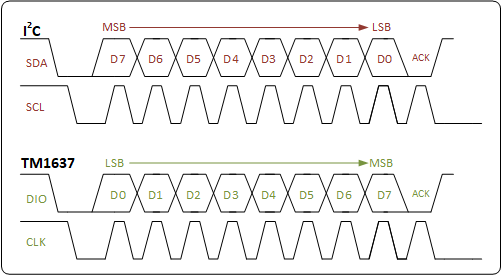 I²C
MSB LSB
SDA D7 D6 D5 D4 D3 D2 D1 D0 ACK
SCL
TM1637
LSB MSB
DIO D0 D1 D2 D3 D4 D5 D6 D7 ACK
CLK